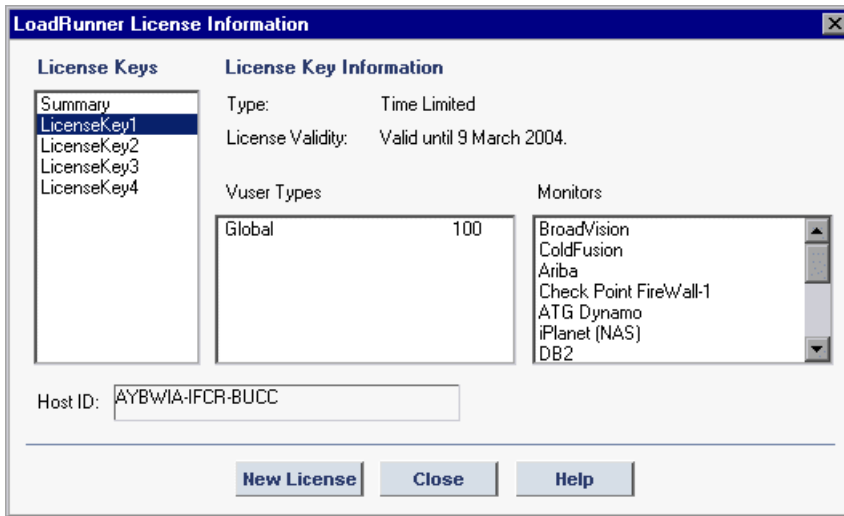 LoadRunner License Information
License Keys
Summary
LicenseKey1
LicenseKey2
LicenseKey3
LicenseKey4
License Key Information
Type: Time Limited
License Validity: Valid until 9 March 2004.
Vuser Types
Global 100
Monitors
BroadVision
ColdFusion
Ariba
Check Point FireWall-1
ATG Dynamo
iPlanet (NAS)
DB2
Host ID: AYBWIA-IFCR-BUCC
New License Close Help